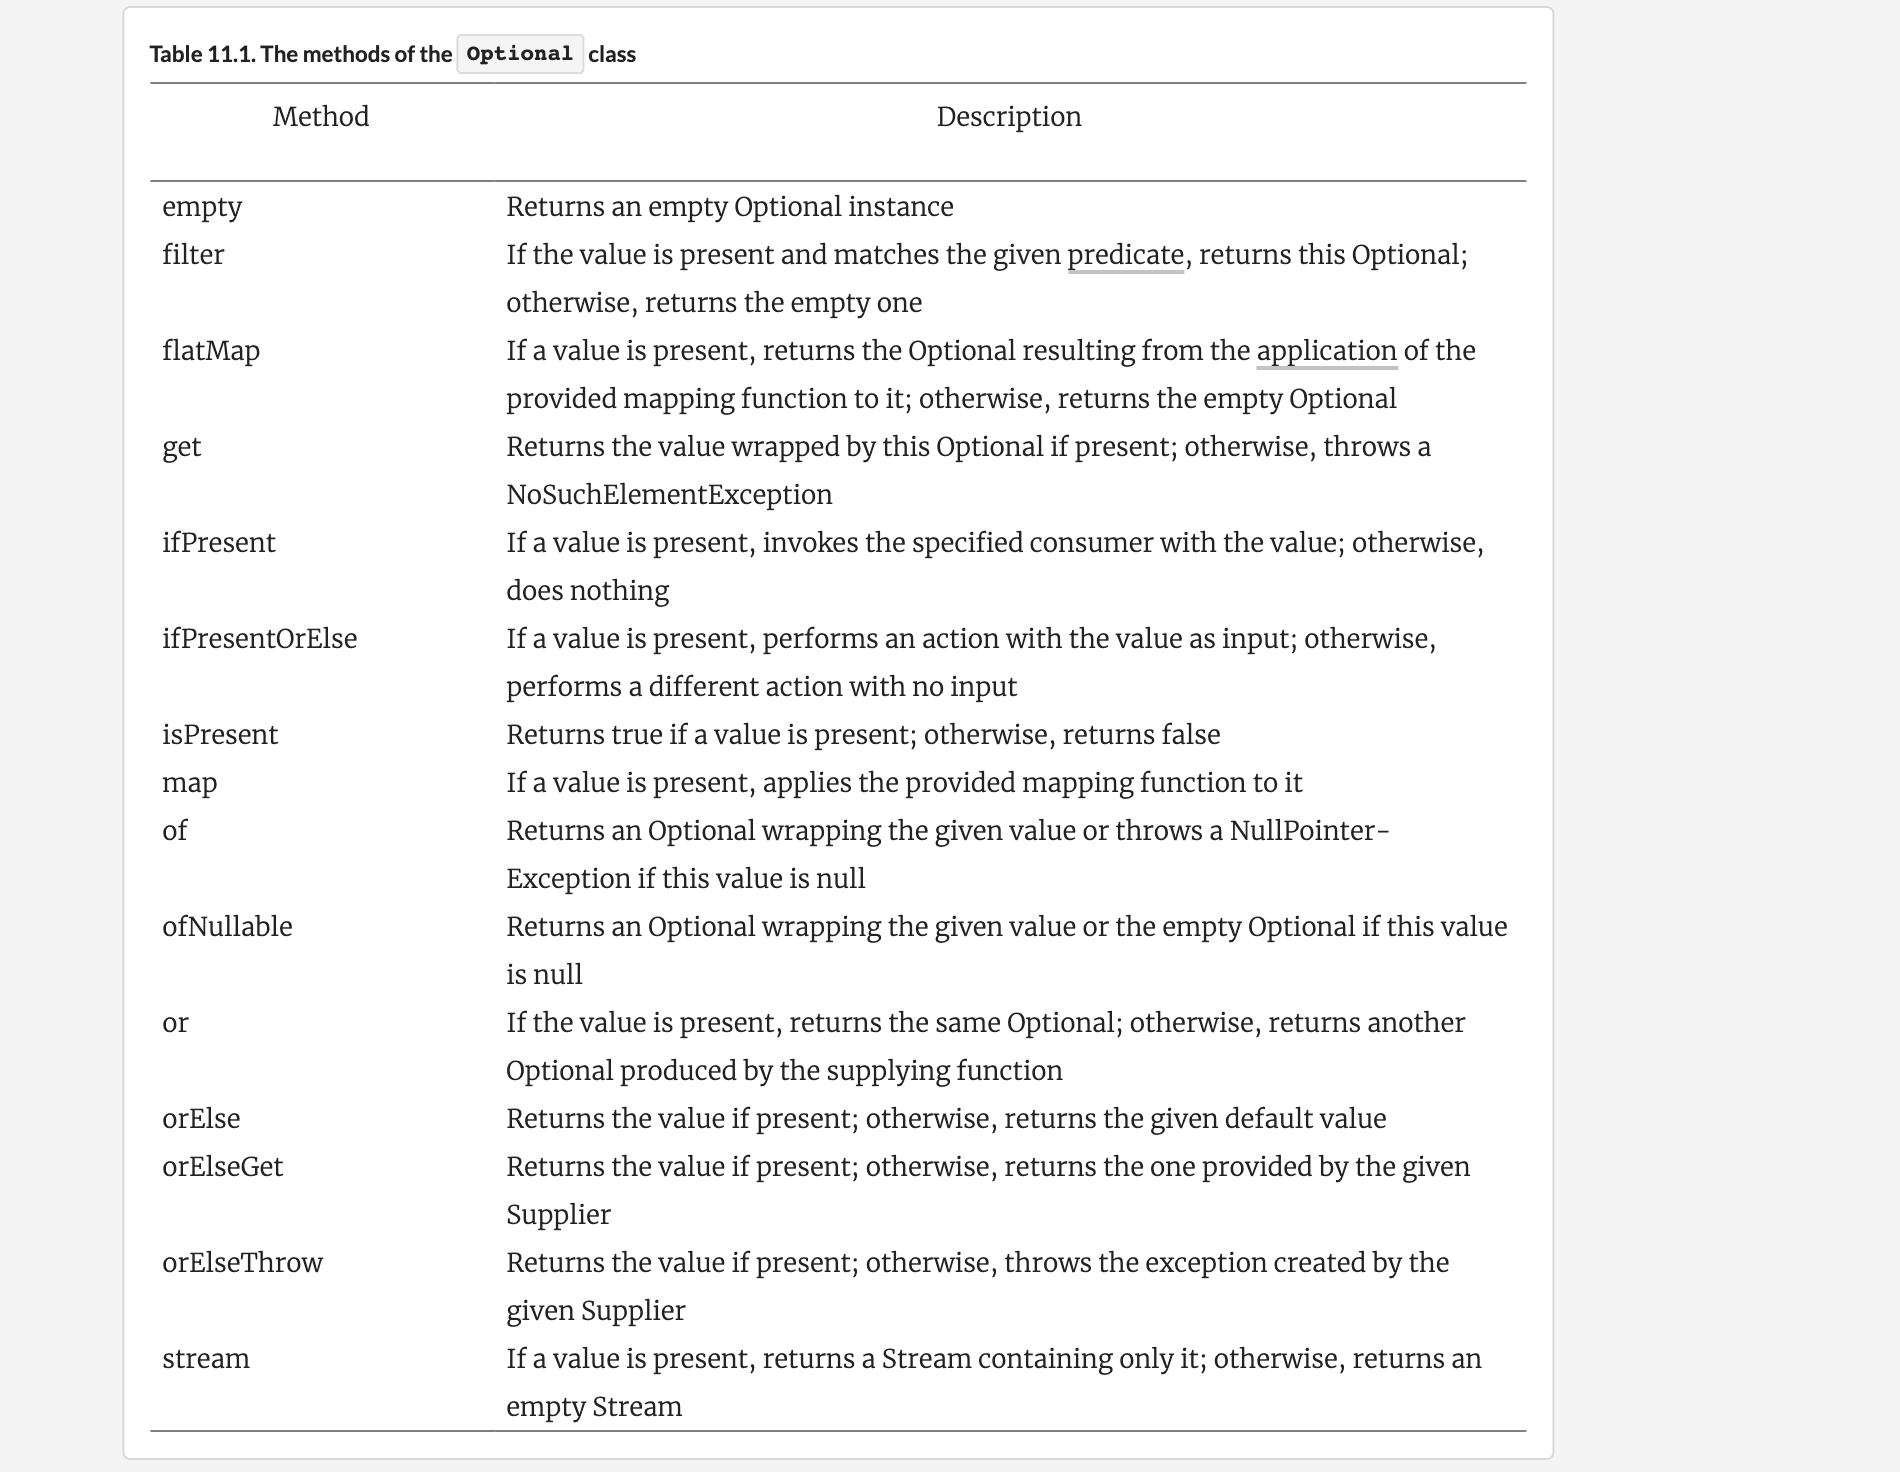 Table 11.1. The methods of the Optional class
Method Description
empty Returns an empty Optional instance
filter If the value is present and matches the given predicate, returns this Optional;
otherwise, returns the empty one
flatMap If a value is present, returns the Optional resulting from the application of the
provided mapping function to it; otherwise, returns the empty Optional
get Returns the value wrapped by this Optional if present; otherwise, throws a
NoSuchElementException
ifPresent If a value is present, invokes the specified consumer with the value; otherwise,
does nothing
ifPresentOrElse If a value is present, performs an action with the value as input; otherwise,
performs a different action with no input
isPresent Returns true if a value is present; otherwise, returns false
map If a value is present, applies the provided mapping function to it
of Returns an Optional wrapping the given value or throws a NullPointer-
Exception if this value is null
ofNullable Returns an Optional wrapping the given value or the empty Optional if this value
is null
or If the value is present, returns the same Optional; otherwise, returns another
Optional produced by the supplying function
orElse Returns the value if present; otherwise, returns the given default value
orElseGet Returns the value if present; otherwise, returns the one provided by the given
Supplier
orElseThrow Returns the value if present; otherwise, throws the exception created by the
given Supplier
stream If a value is present, returns a Stream containing only it; otherwise, returns an
empty Stream